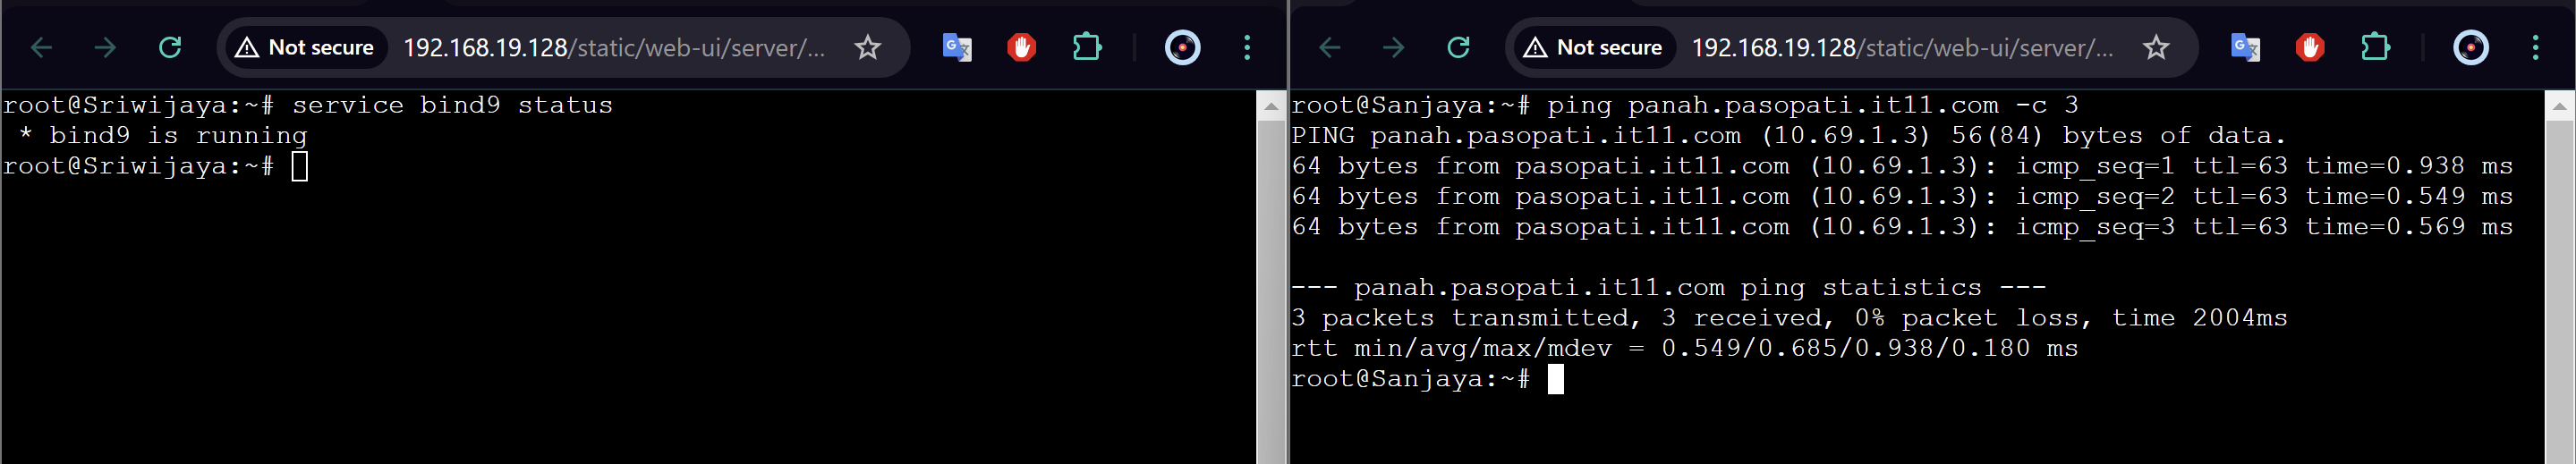 Not secure 192.168.19.128/static/web-ui/server/...
root@Sriwijaya:~# service bind9 status
 * bind9 is running
root@Sriwijaya:~#
Not secure 192.168.19.128/static/web-ui/server/...
root@Sanjaya:~# ping panah.pasopati.it11.com -c 3
PING panah.pasopati.it11.com (10.69.1.3) 56(84) bytes of data.
64 bytes from pasopati.it11.com (10.69.1.3): icmp_seq=1 ttl=63 time=0.938 ms
64 bytes from pasopati.it11.com (10.69.1.3): icmp_seq=2 ttl=63 time=0.549 ms
64 bytes from pasopati.it11.com (10.69.1.3): icmp_seq=3 ttl=63 time=0.569 ms
--- panah.pasopati.it11.com ping statistics ---
3 packets transmitted, 3 received, 0% packet loss, time 2004ms
rtt min/avg/max/mdev = 0.549/0.685/0.938/0.180 ms
root@Sanjaya:~#